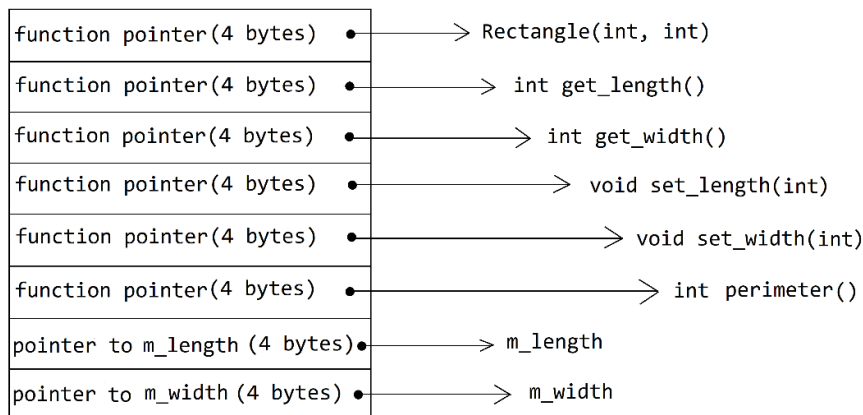 function pointer(4 bytes) Rectangle(int, int)
function pointer(4 bytes) int get_length()
function pointer(4 bytes) int get_width()
function pointer(4 bytes) void set_length(int)
function pointer(4 bytes) void set_width(int)
function pointer(4 bytes) int perimeter()
pointer to m_length (4 bytes) m_length
pointer to m_width (4 bytes) m_width